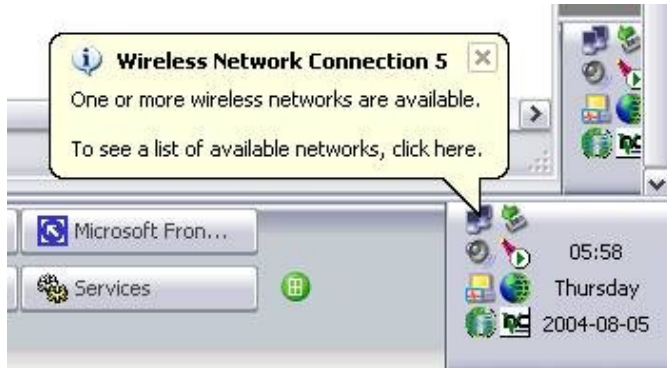 Wireless Network Connection 5
One or more wireless networks are available.
To see a list of available networks, click here.
Microsoft Fron...
Services
05:58
Thursday
2004-08-05